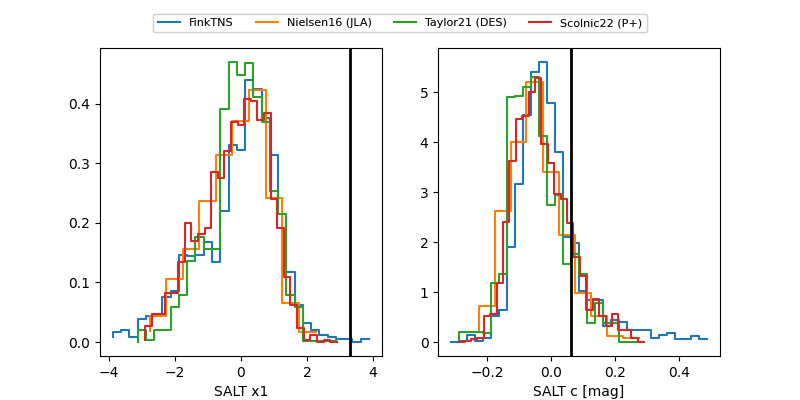 FinkTNS Nielsen16 (JLA) Taylor21 (DES) Scolnic22 (P+)
0.4
0.3
0.2
0.1
0.0
−4 −2 0 2 4
SALT x1
5
4
3
2
1
0
−0.2 0.0 0.2 0.4
SALT c [mag]